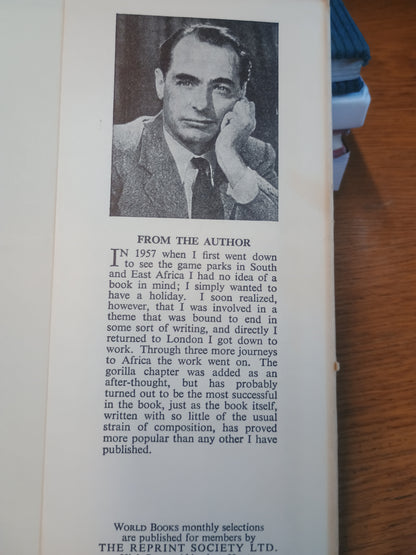 FROM THE AUTHOR
IN 1957 when I first went down
to see the game parks in South
and East Africa I had no idea of a
book in mind; I simply wanted to
have a holiday. I soon realized,
however, that I was involved in a
theme that was bound to end in
some sort of writing, and directly I
returned to London I got down to
work. Through three more journeys
to Africa the work went on. The
gorilla chapter was added as an
after-thought, but has probably
turned out to be the most successful
in the book, just as the book itself,
written with so little of the usual
strain of composition, has proved
more popular than any other I have
published.
WORLD BOOKS monthly selections
are published for members by
THE REPRINT SOCIETY LTD.